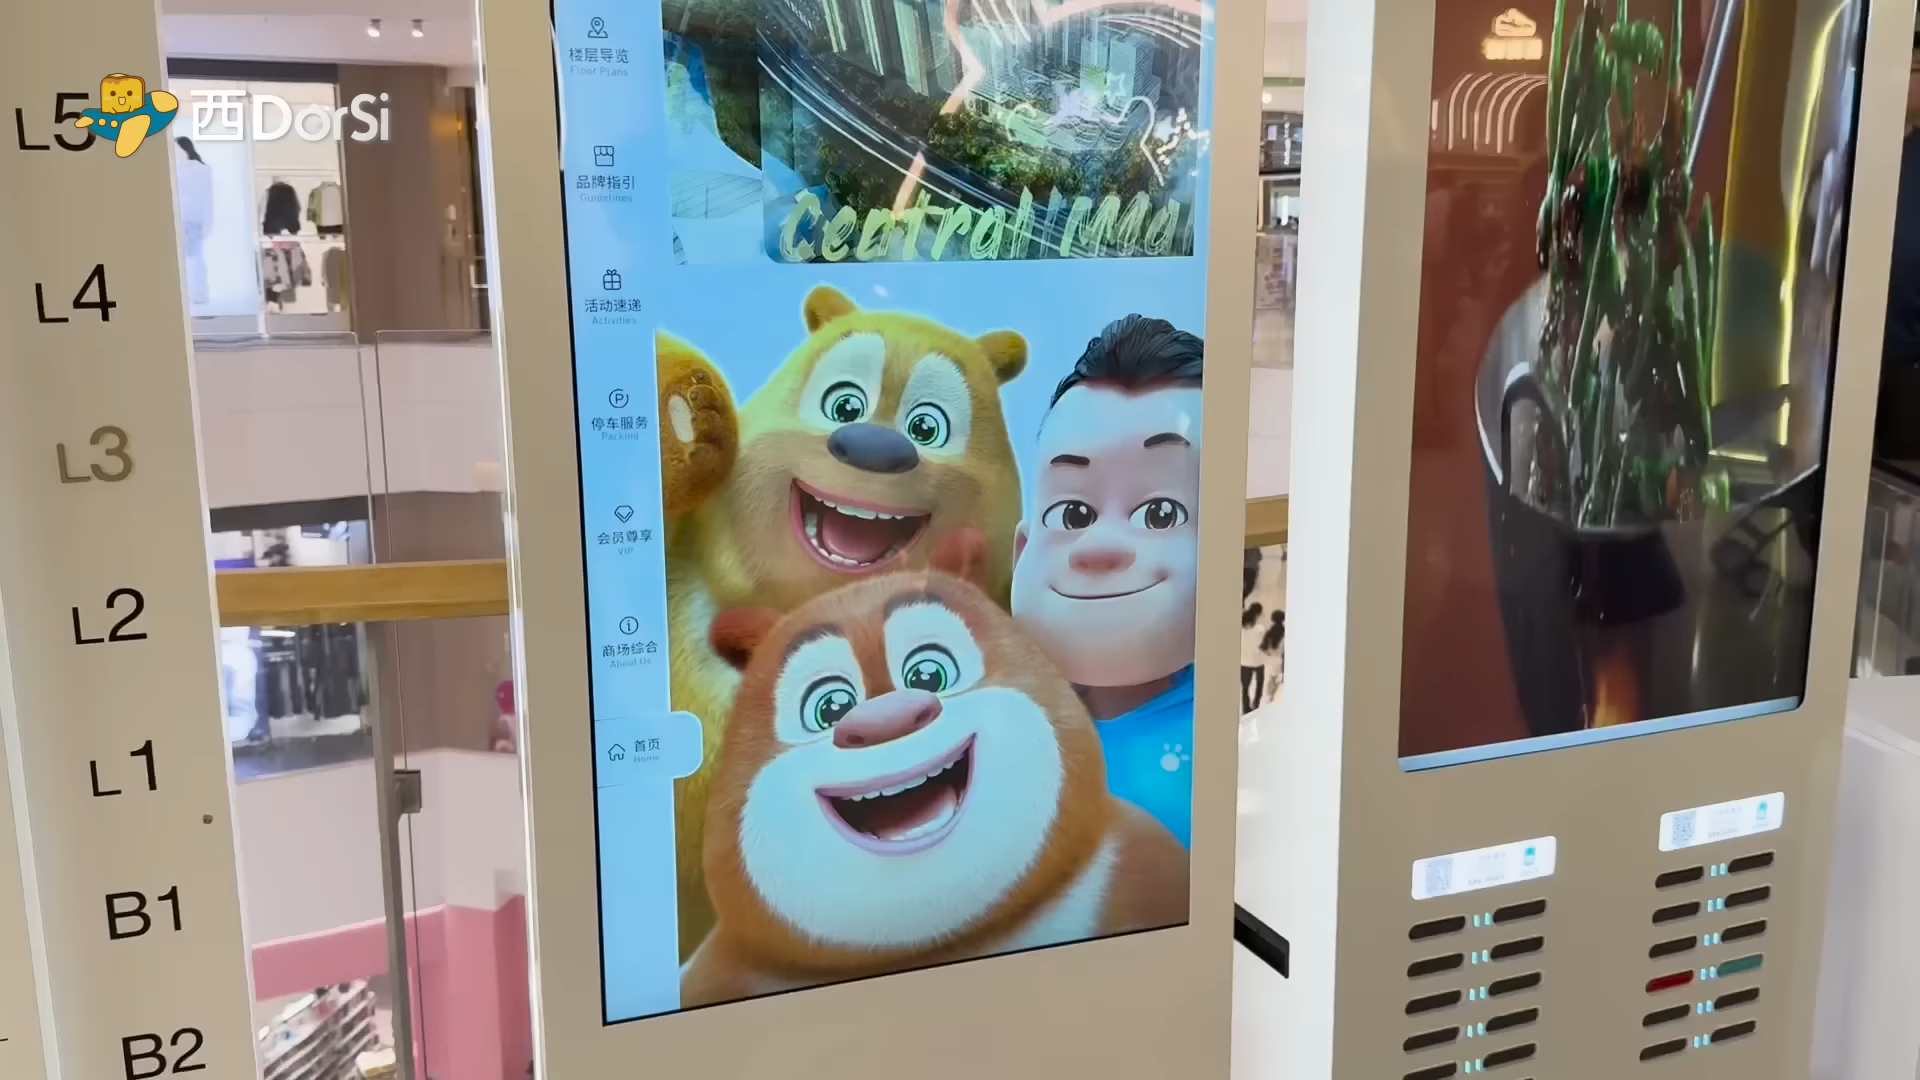 西DorSi
L5
L4
L3
L2
L1
B1
B2
楼层导览
Floor Plans
品牌指引
Guidelines
活动速递
Activities
停车服务
Parking
会员尊享
VIP
商场综合
About Us
首页
Home
Central